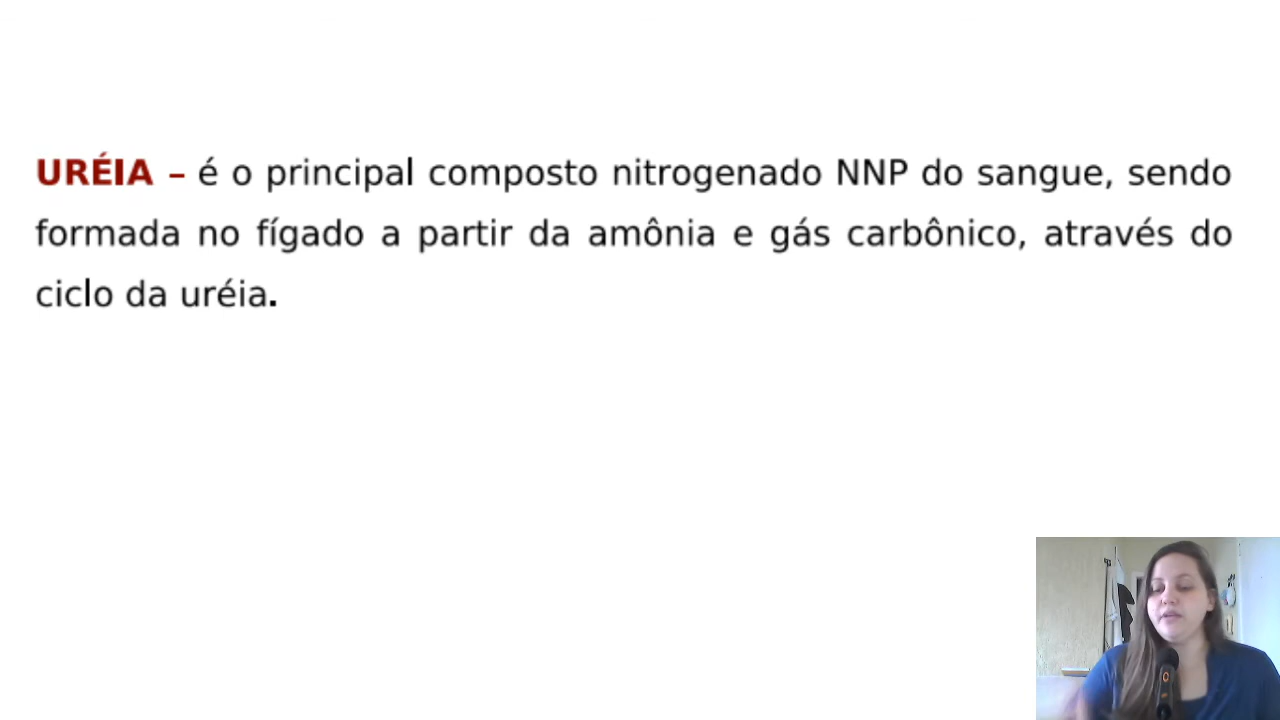 URÉIA – é o principal composto nitrogenado NNP do sangue, sendo
formada no fígado a partir da amônia e gás carbônico, através do
ciclo da uréia.